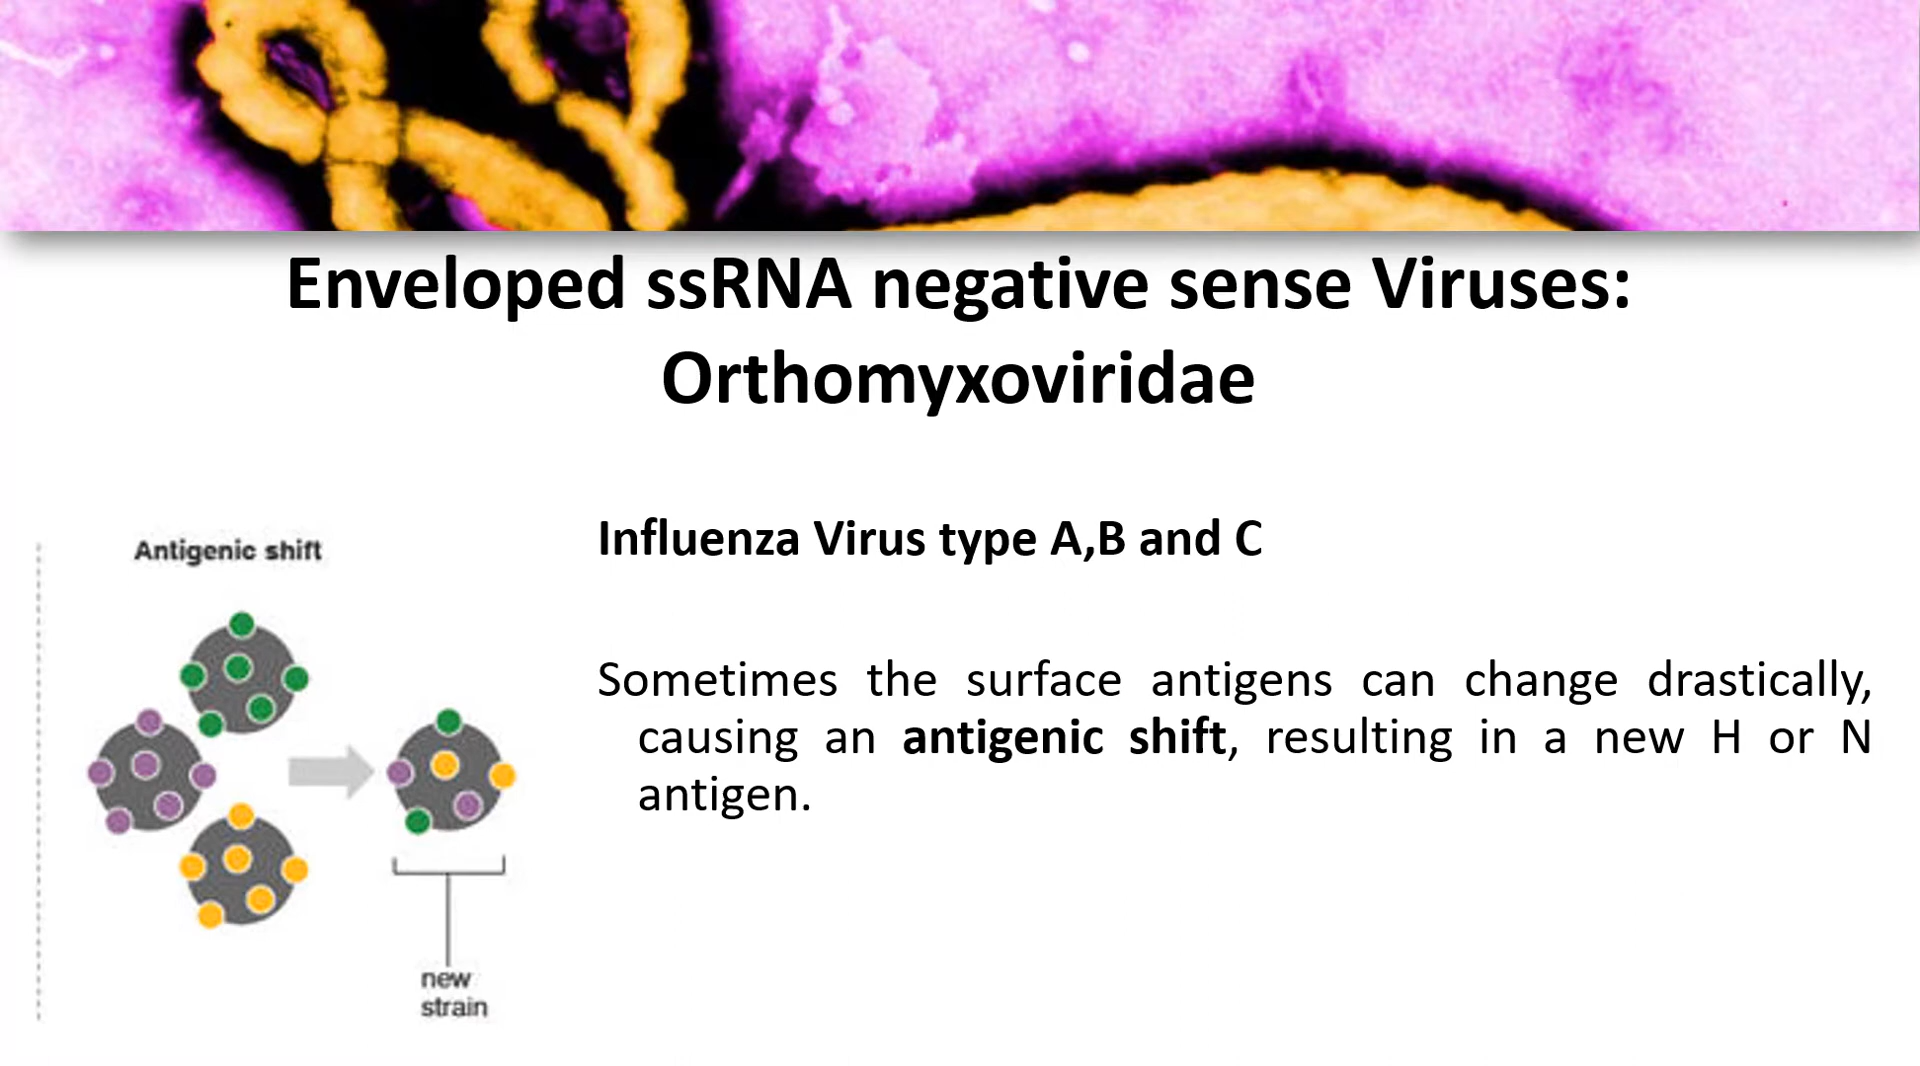 Enveloped ssRNA negative sense Viruses:
Orthomyxoviridae
Antigenic shift
new
strain
Influenza Virus type A,B and C
Sometimes the surface antigens can change drastically,
causing an antigenic shift, resulting in a new H or N
antigen.